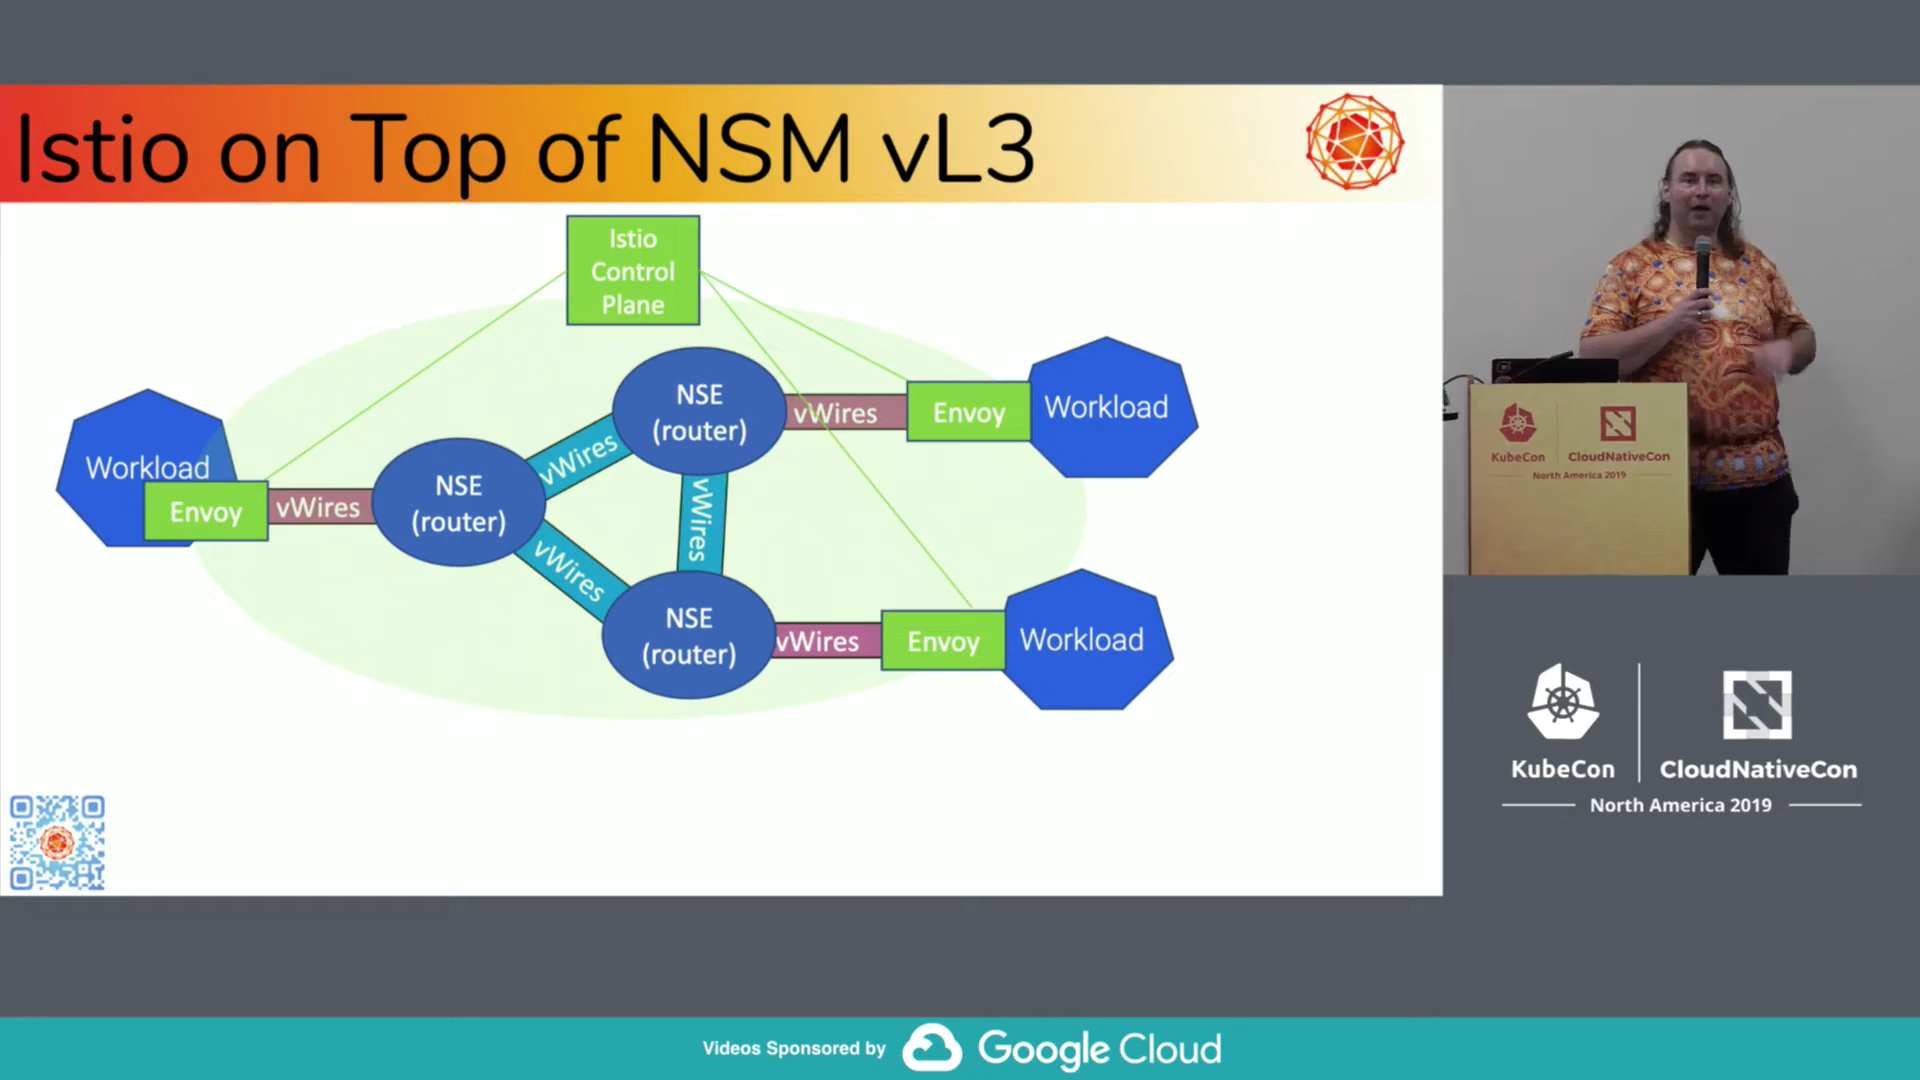 Istio on Top of NSM vL3
Istio
Control
Plane
NSE
(router)
vWires
Envoy
Workload
Workload
Envoy
vWires
NSE
(router)
vWires
vWires
vWires
NSE
(router)
vWires
Envoy
Workload
KubeCon
CloudNativeCon
North America 2019
KubeCon
CloudNativeCon
North America 2019
Videos Sponsored by
Google Cloud